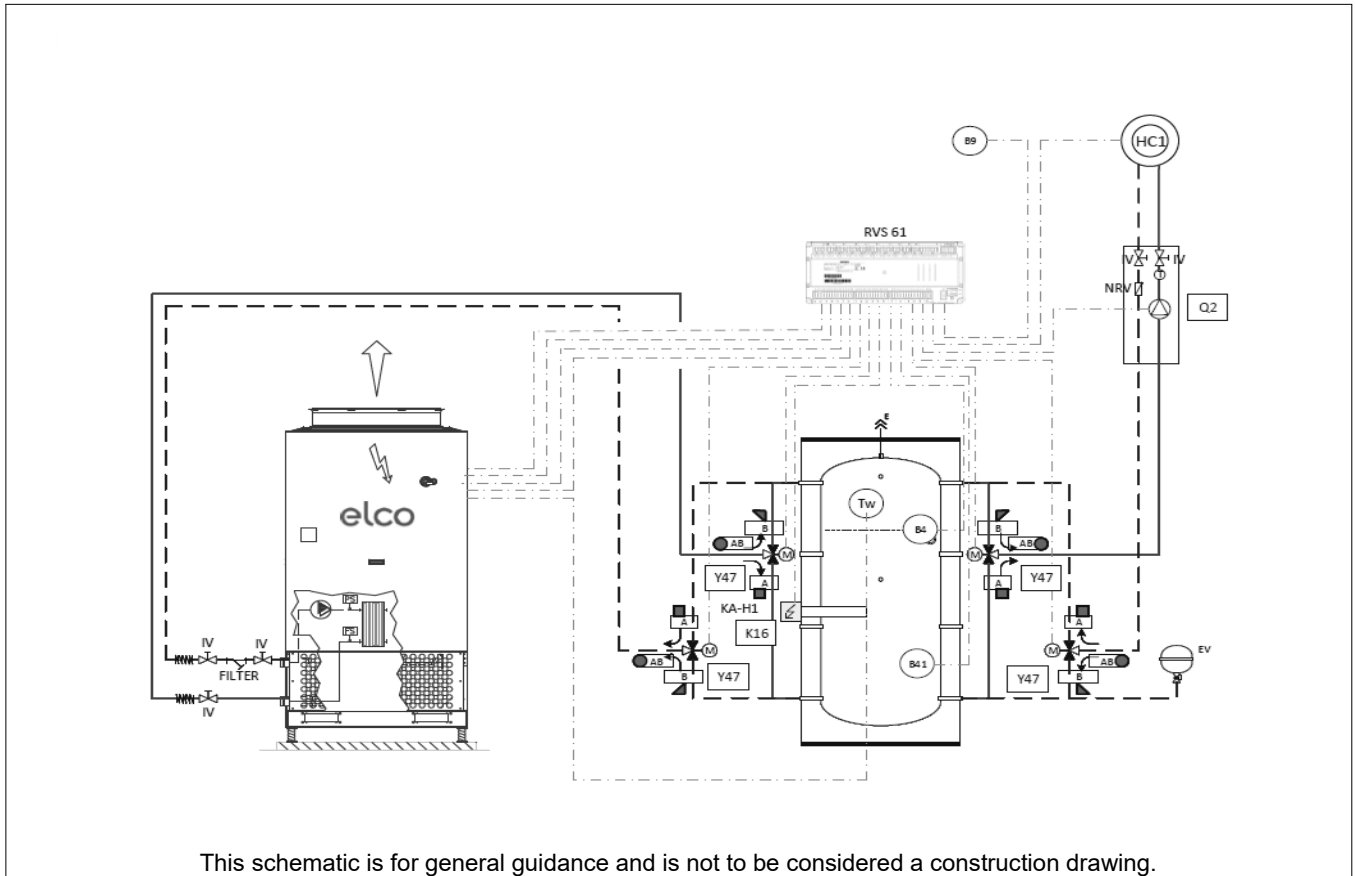 B9
HC1
RVS 61
IV
IV
T
NRV
Q2
E
elco
Tw
B
AB
B4
B
AB
M
M
Y47
A
A
Y47
KA-H1
PS
A
K16
A
IV
IV
FILTER
AB
M
B41
M
AB
EV
PS
B
Y47
Y47
B
IV
This schematic is for general guidance and is not to be considered a construction drawing.